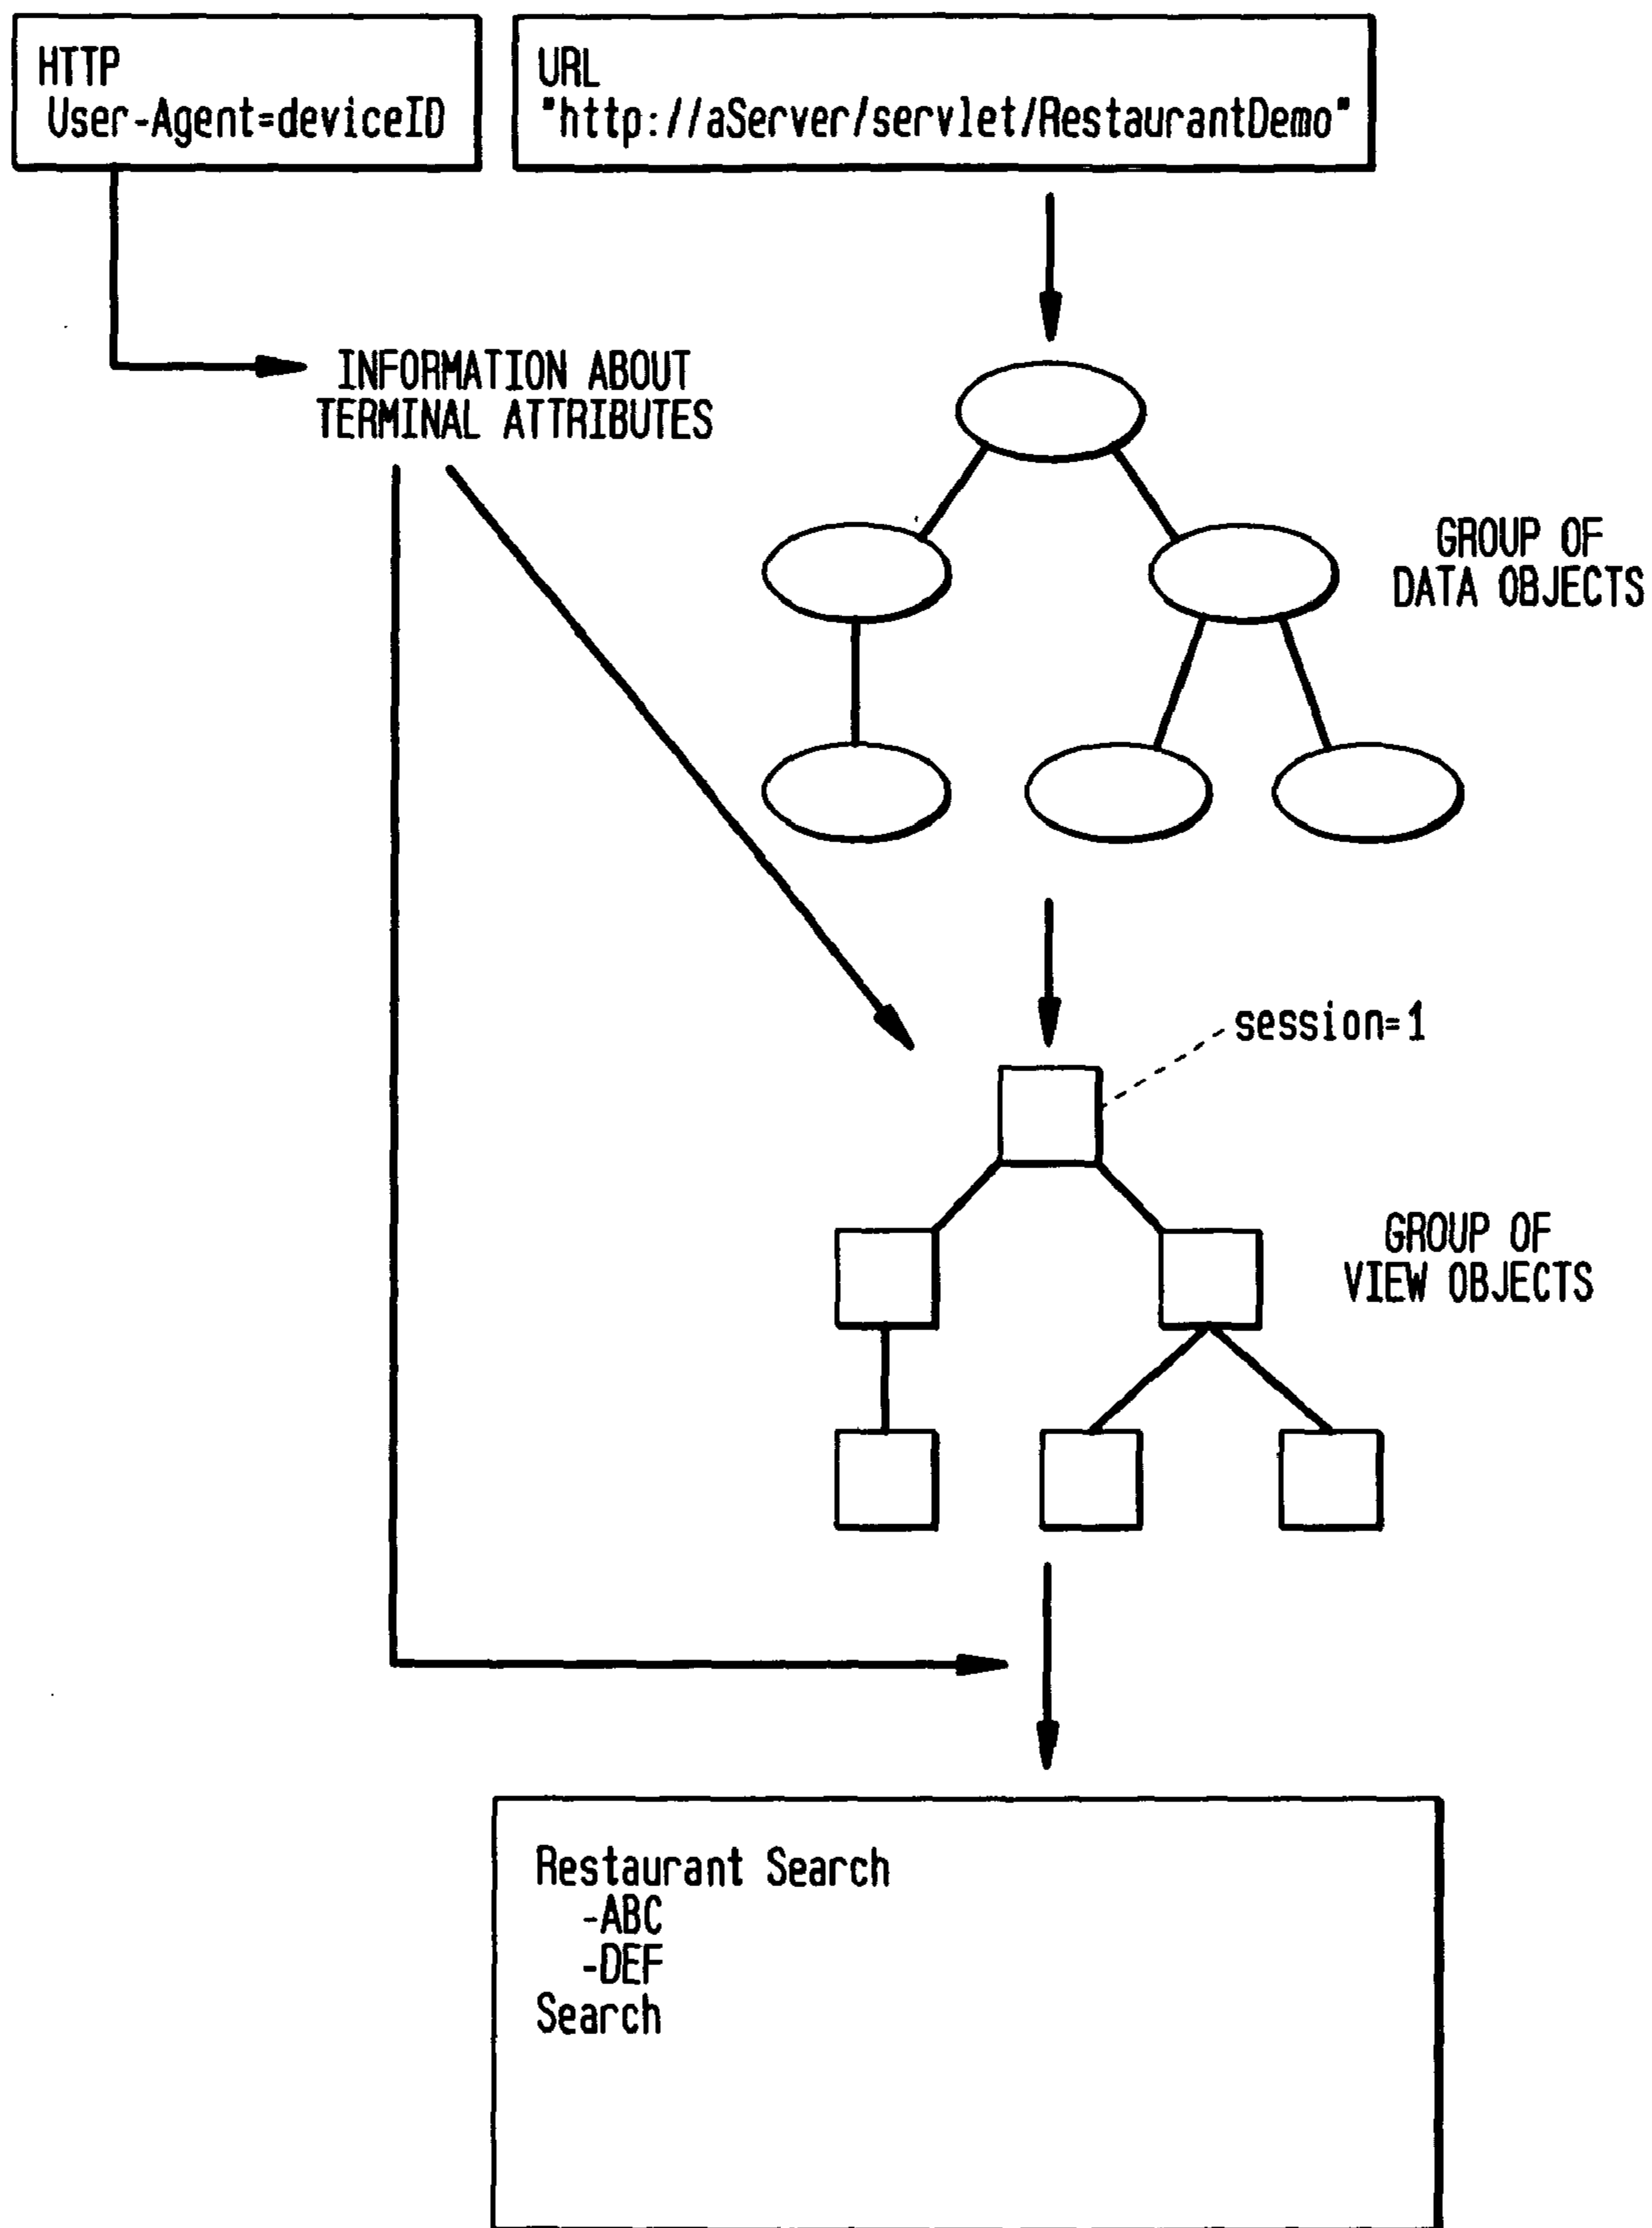 HTTP
User-Agent=deviceID
URL
"http://aServer/servlet/RestaurantDemo"
INFORMATION ABOUT
TERMINAL ATTRIBUTES
GROUP OF
DATA OBJECTS
session=1
GROUP OF
VIEW OBJECTS
Restaurant Search
-ABC
-DEF
Search